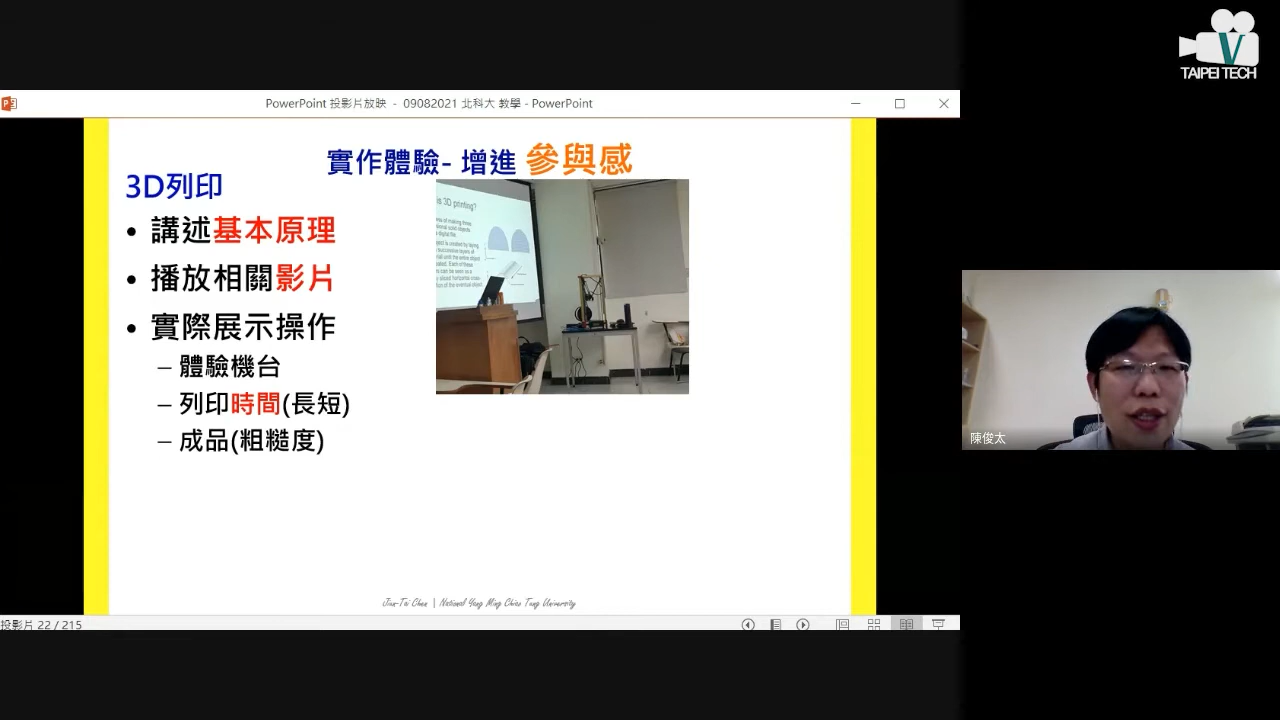 TAIPEI TECH
PowerPoint 投影片放映 - 09082021 北科大 教學 - PowerPoint
實作體驗- 增進 參與感
3D列印
• 講述基本原理
• 播放相關影片
• 實際展示操作
– 體驗機台
– 列印時間(長短)
– 成品(粗糙度)
is 3D printing?
陳俊太
Jiun-Tai Chen | National Yang Ming Chiao Tung University
投影片 22 / 215